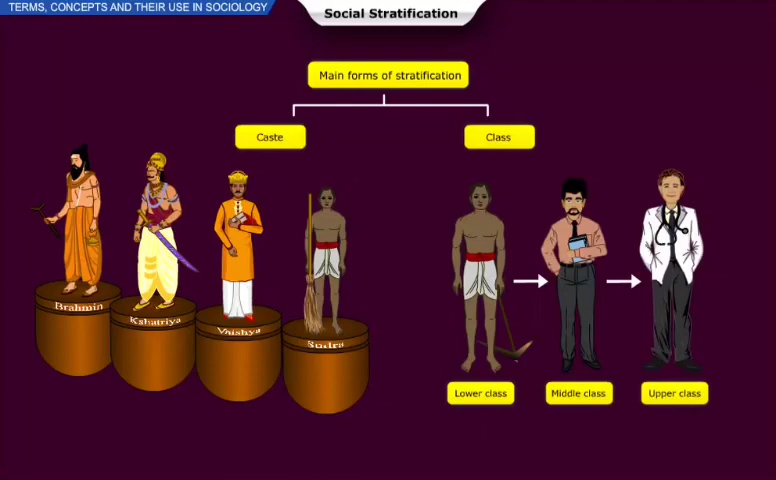 TERMS, CONCEPTS AND THEIR USE IN SOCIOLOGY
Social Stratification
Main forms of stratification
Caste
Class
Brahmin
Kshatriya
Vaishya
Sudra
Lower class
Middle class
Upper class